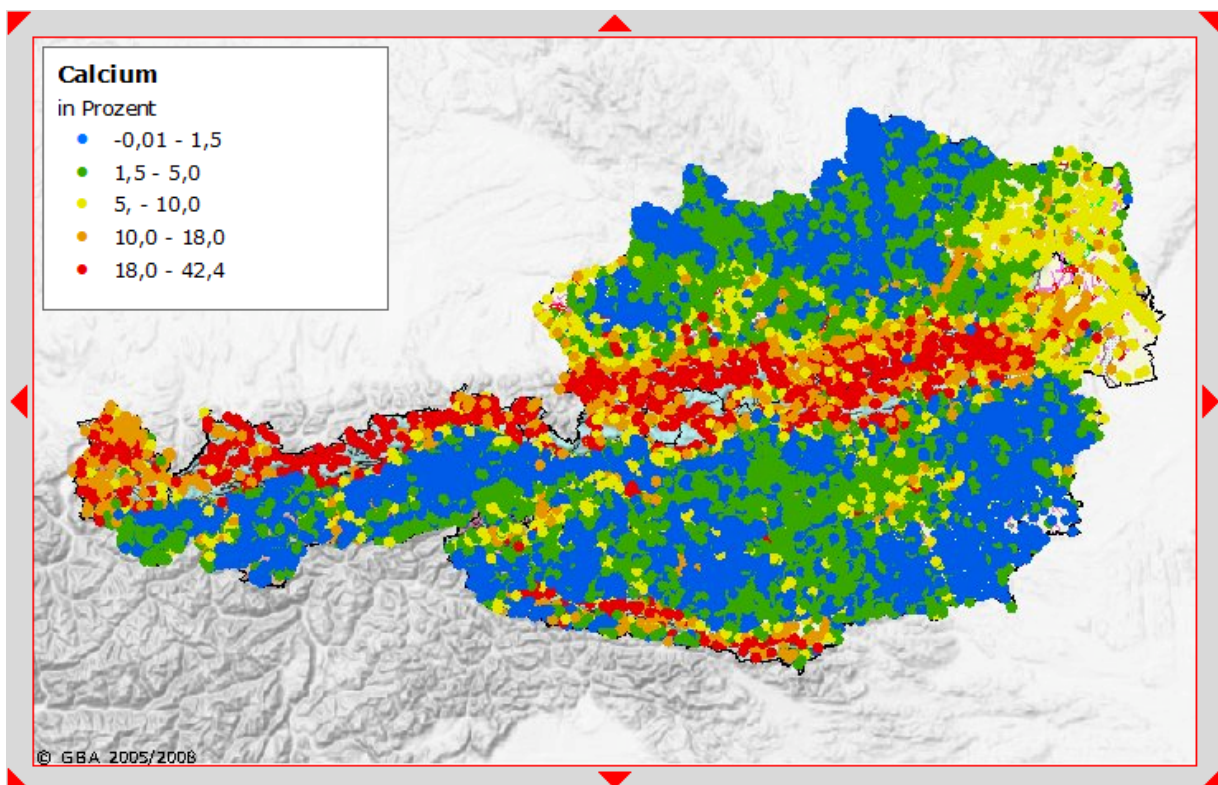 Calcium
in Prozent
-0,01 - 1,5
1,5 - 5,0
5, - 10,0
10,0 - 18,0
18,0 - 42,4
© GBA 2005/2008